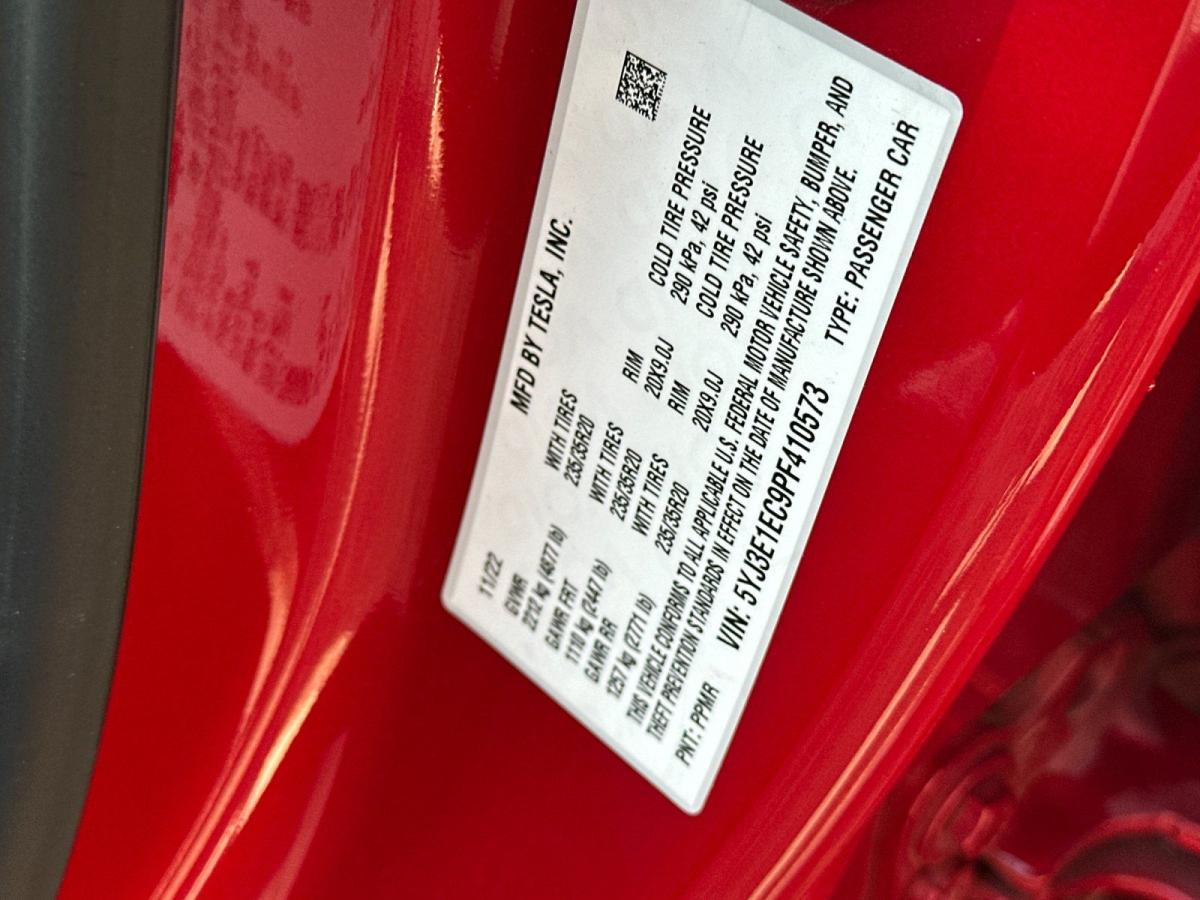 MFD BY TESLA, INC.
11/22
GVWR WITH TIRES RIM COLD TIRE PRESSURE
2212 kg (4877 lb) 235/35R20 20X9.0J 290 kPa, 42 psi
GAWR FRT WITH TIRES RIM COLD TIRE PRESSURE
1110 kg (2447 lb) 235/35R20 20X9.0J 290 kPa, 42 psi
GAWR RR WITH TIRES
1257 kg (2771 lb) 235/35R20
THIS VEHICLE CONFORMS TO ALL APPLICABLE U.S. FEDERAL MOTOR VEHICLE SAFETY, BUMPER, AND
THEFT PREVENTION STANDARDS IN EFFECT ON THE DATE OF MANUFACTURE SHOWN ABOVE.
PNT: PPMR VIN: 5YJ3E1EC9PF410573 TYPE: PASSENGER CAR